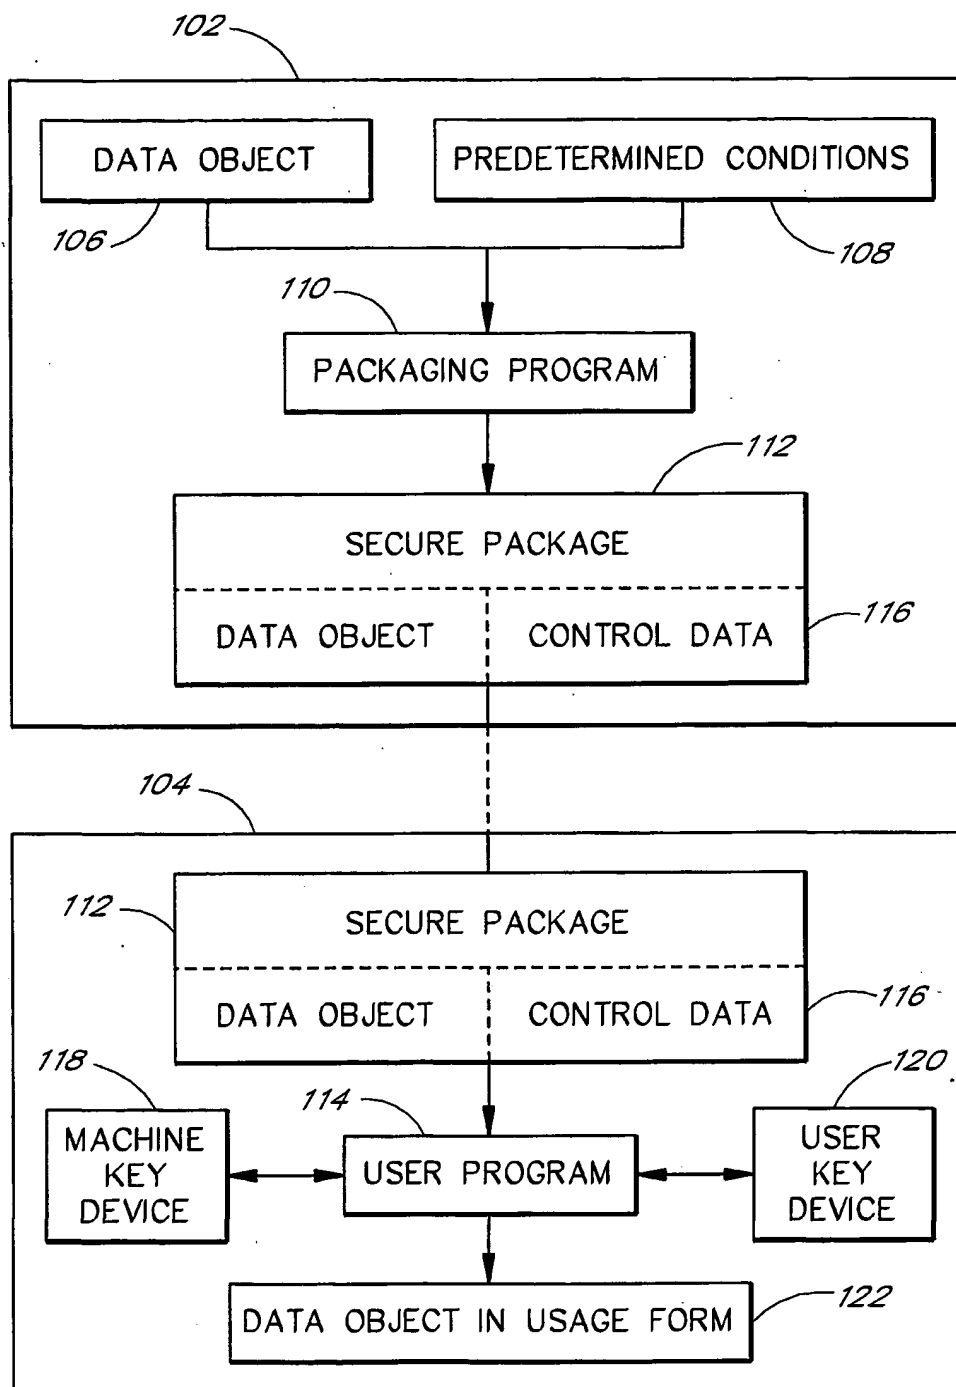 102
DATA OBJECT
PREDETERMINED CONDITIONS
106
108
110
PACKAGING PROGRAM
112
SECURE PACKAGE
DATA OBJECT
CONTROL DATA
116
104
112
SECURE PACKAGE
DATA OBJECT
CONTROL DATA
116
118
114
120
MACHINE
KEY
DEVICE
USER PROGRAM
USER
KEY
DEVICE
DATA OBJECT IN USAGE FORM
122